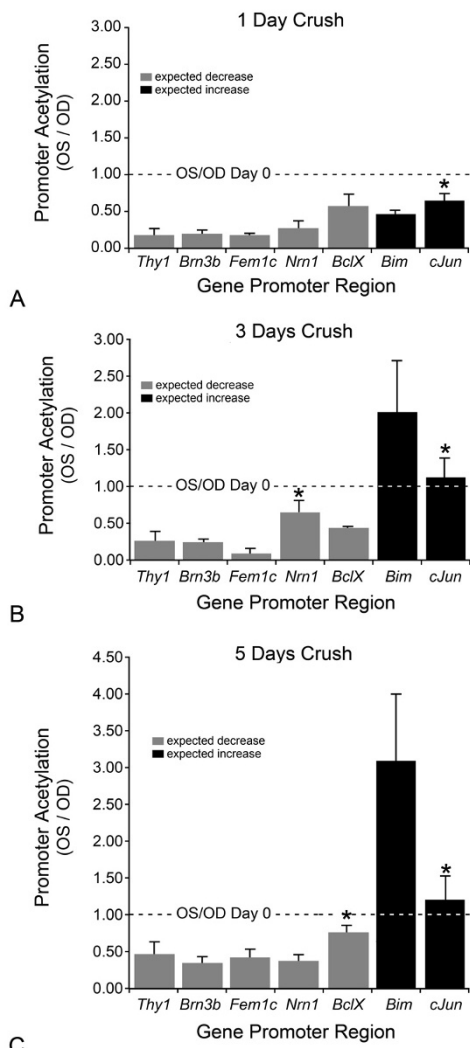 1 Day Crush
3.00
2.50
2.00
1.50
1.00
0.50
0.00
Promoter Acetylation
(OS / OD)
expected decrease
expected increase
OS/OD Day 0
*
Thy1 Brn3b Fem1c Nrn1 BclX Bim cJun
Gene Promoter Region
A
3 Days Crush
3.00
2.50
2.00
1.50
1.00
0.50
0.00
Promoter Acetylation
(OS / OD)
expected decrease
expected increase
OS/OD Day 0
* *
Thy1 Brn3b Fem1c Nrn1 BclX Bim cJun
Gene Promoter Region
B
5 Days Crush
4.50
4.00
3.50
3.00
2.50
2.00
1.50
1.00
0.50
0.00
Promoter Acetylation
(OS / OD)
expected decrease
expected increase
OS/OD Day 0
* *
Thy1 Brn3b Fem1c Nrn1 BclX Bim cJun
Gene Promoter Region
C